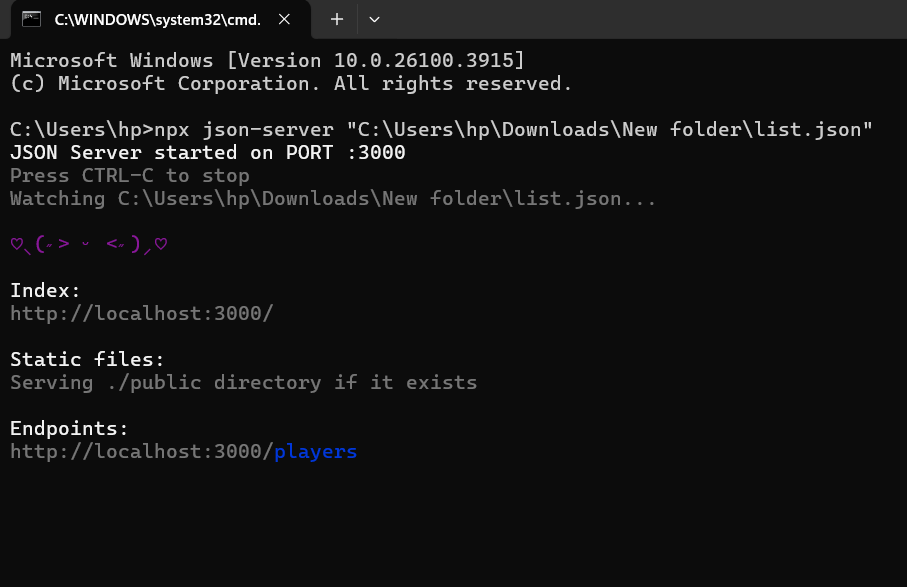 C:\WINDOWS\system32\cmd.
Microsoft Windows [Version 10.0.26100.3915]
(c) Microsoft Corporation. All rights reserved.
C:\Users\hp>npx json-server "C:\Users\hp\Downloads\New folder\list.json"
JSON Server started on PORT :3000
Press CTRL-C to stop
Watching C:\Users\hp\Downloads\New folder\list.json...
♡⸜(˶˃ ᵕ ˂˶)⸝♡
Index:
http://localhost:3000/
Static files:
Serving ./public directory if it exists
Endpoints:
http://localhost:3000/players